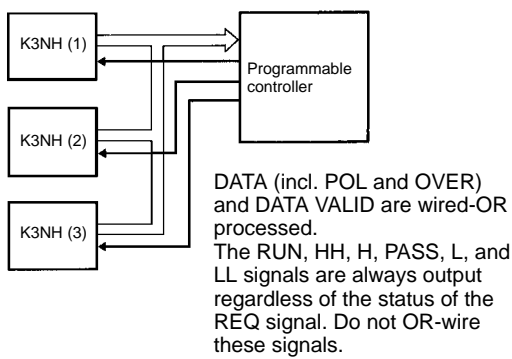 K3NH (1)
Programmable
controller
K3NH (2)
K3NH (3)
DATA (incl. POL and OVER)
and DATA VALID are wired-OR
processed.
The RUN, HH, H, PASS, L, and
LL signals are always output
regardless of the status of the
REQ signal. Do not OR-wire
these signals.